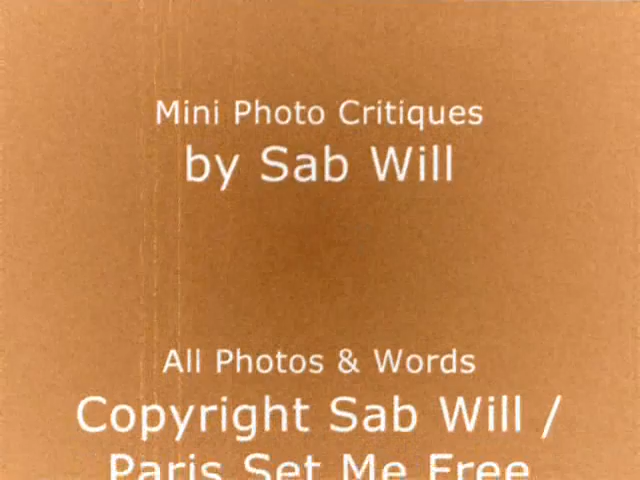 Mini Photo Critiques
by Sab Will
All Photos & Words
Copyright Sab Will /
Paris Set Me Free